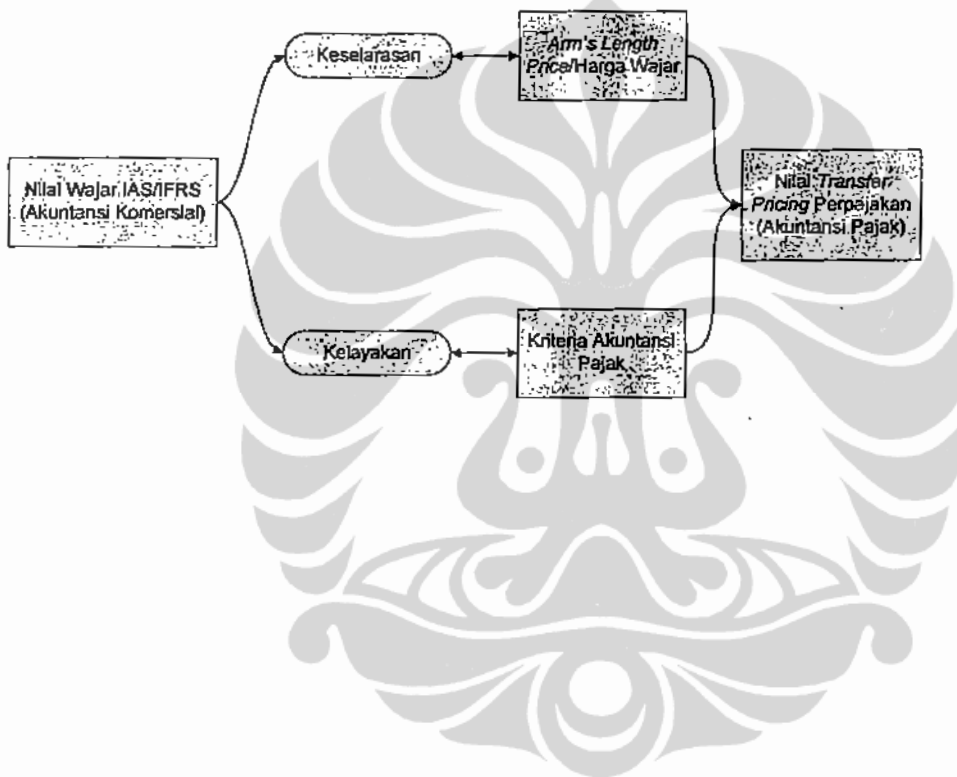 Keselarasan
Arm's Length
Price/Harga Wajar
Nilai Wajar IAS/IFRS
(Akuntansi Komersial)
Nilai Transfer
Pricing Perpajakan
(Akuntansi Pajak)
Kelayakan
Kriteria Akuntansi
Pajak